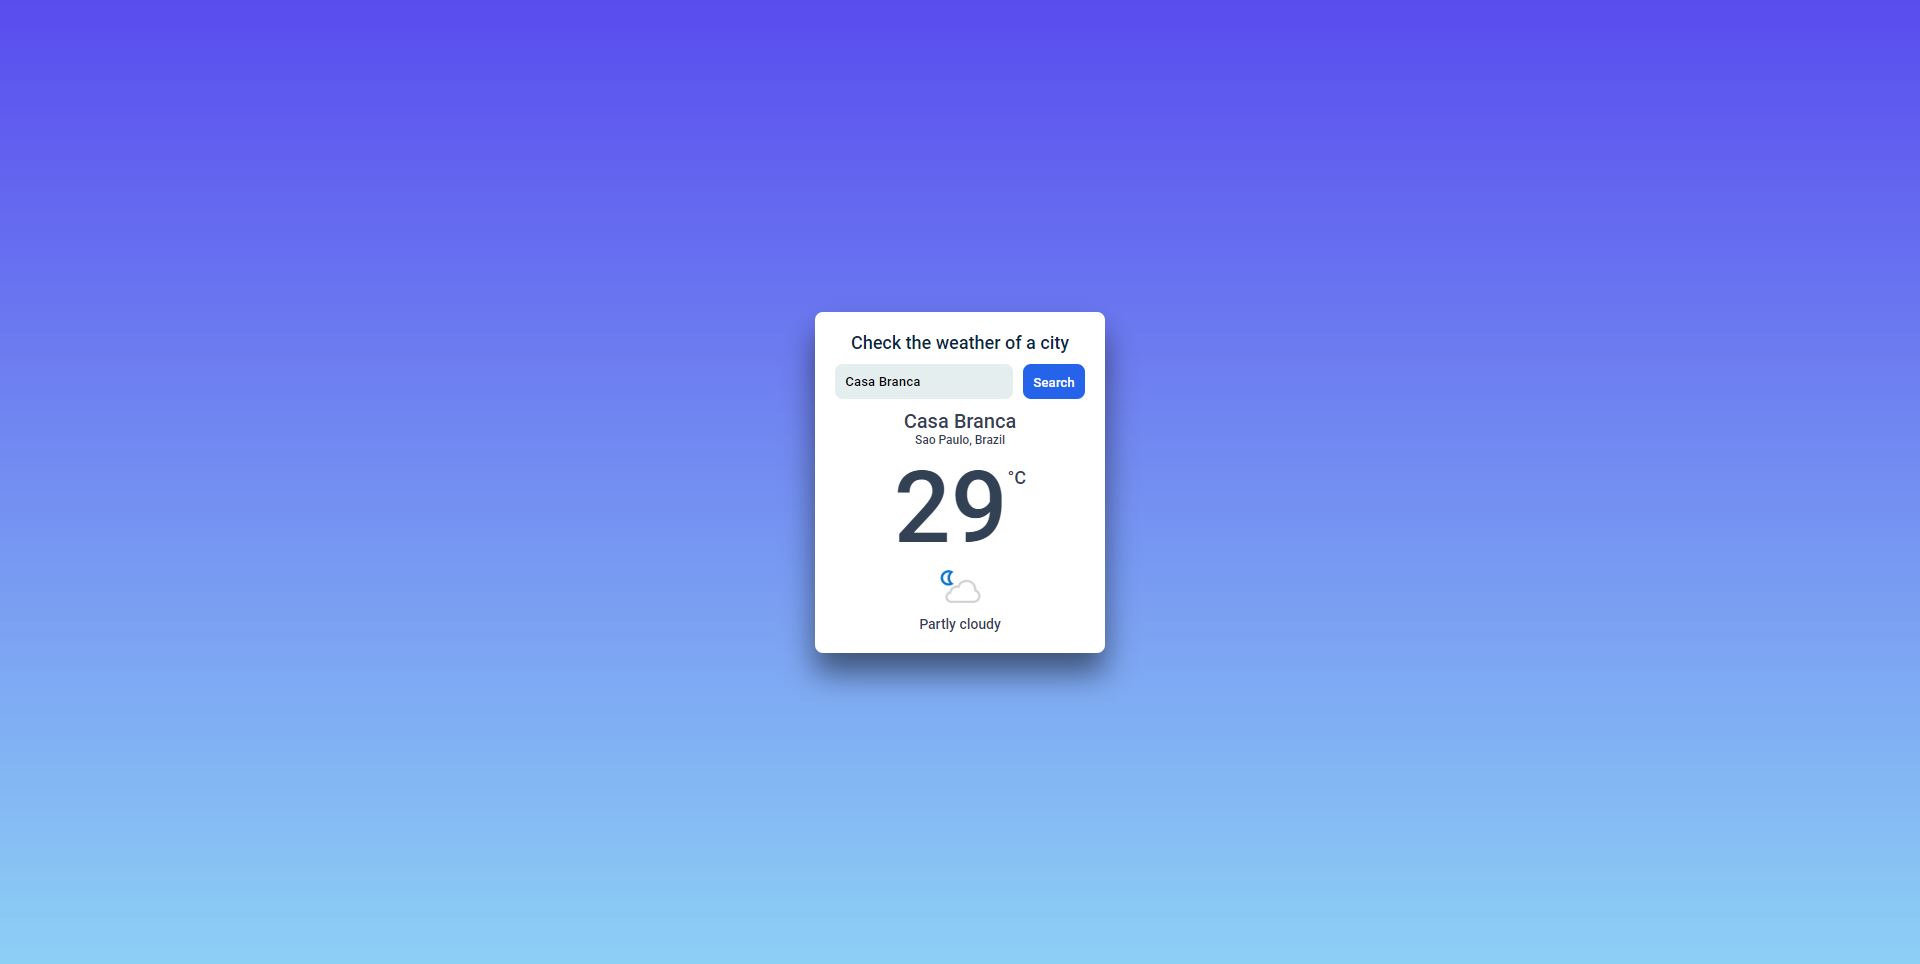 Check the weather of a city
Casa Branca
Search
Casa Branca
Sao Paulo, Brazil
29 °C
Partly cloudy